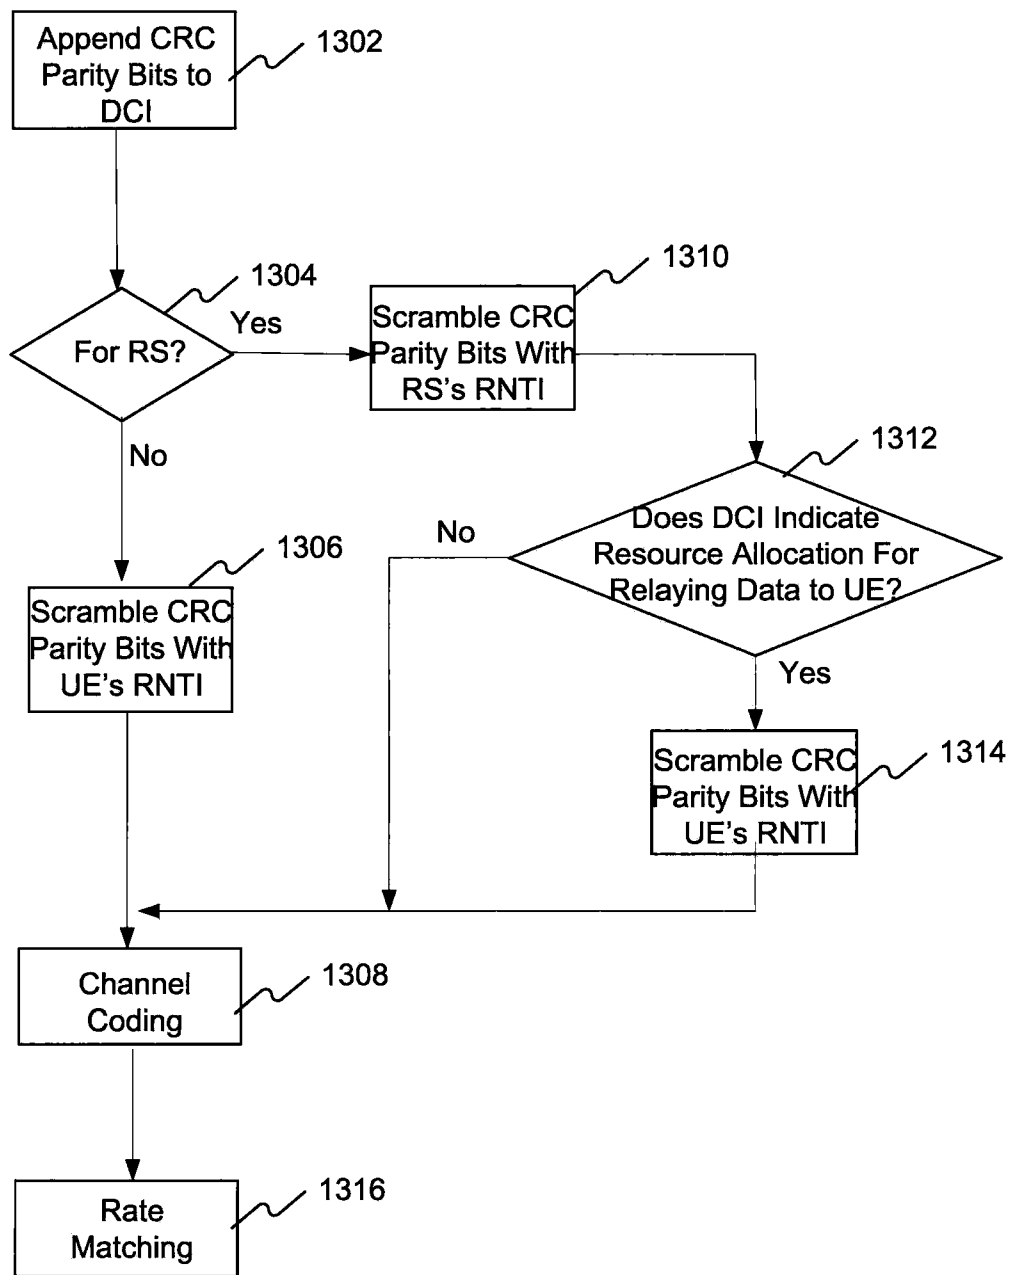 Append CRC
Parity Bits to
DCI
1302
1304
For RS?
Yes
No
1310
Scramble CRC
Parity Bits With
RS's RNTI
1312
Does DCI Indicate
Resource Allocation For
Relaying Data to UE?
No
Yes
1306
Scramble CRC
Parity Bits With
UE's RNTI
1314
Scramble CRC
Parity Bits With
UE's RNTI
Channel
Coding
1308
Rate
Matching
1316